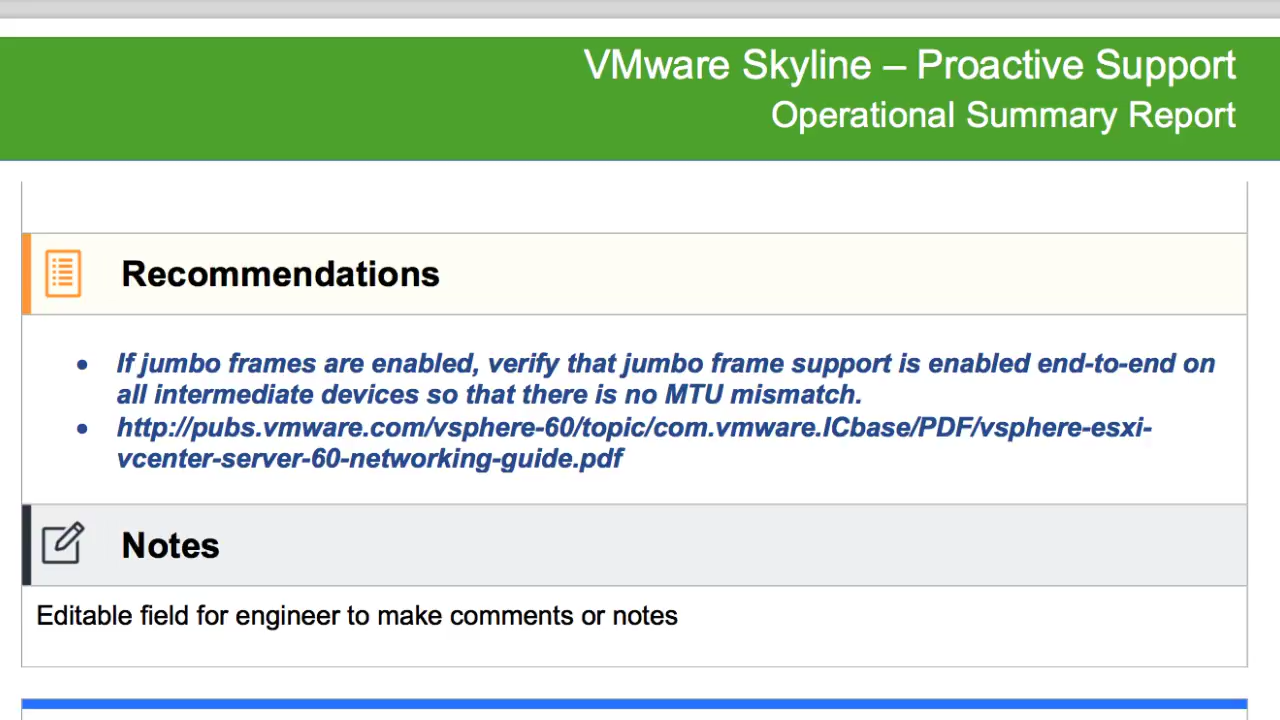 VMware Skyline – Proactive Support
Operational Summary Report
Recommendations
• If jumbo frames are enabled, verify that jumbo frame support is enabled end-to-end on
all intermediate devices so that there is no MTU mismatch.
• http://pubs.vmware.com/vsphere-60/topic/com.vmware.ICbase/PDF/vsphere-esxi-
vcenter-server-60-networking-guide.pdf
Notes
Editable field for engineer to make comments or notes